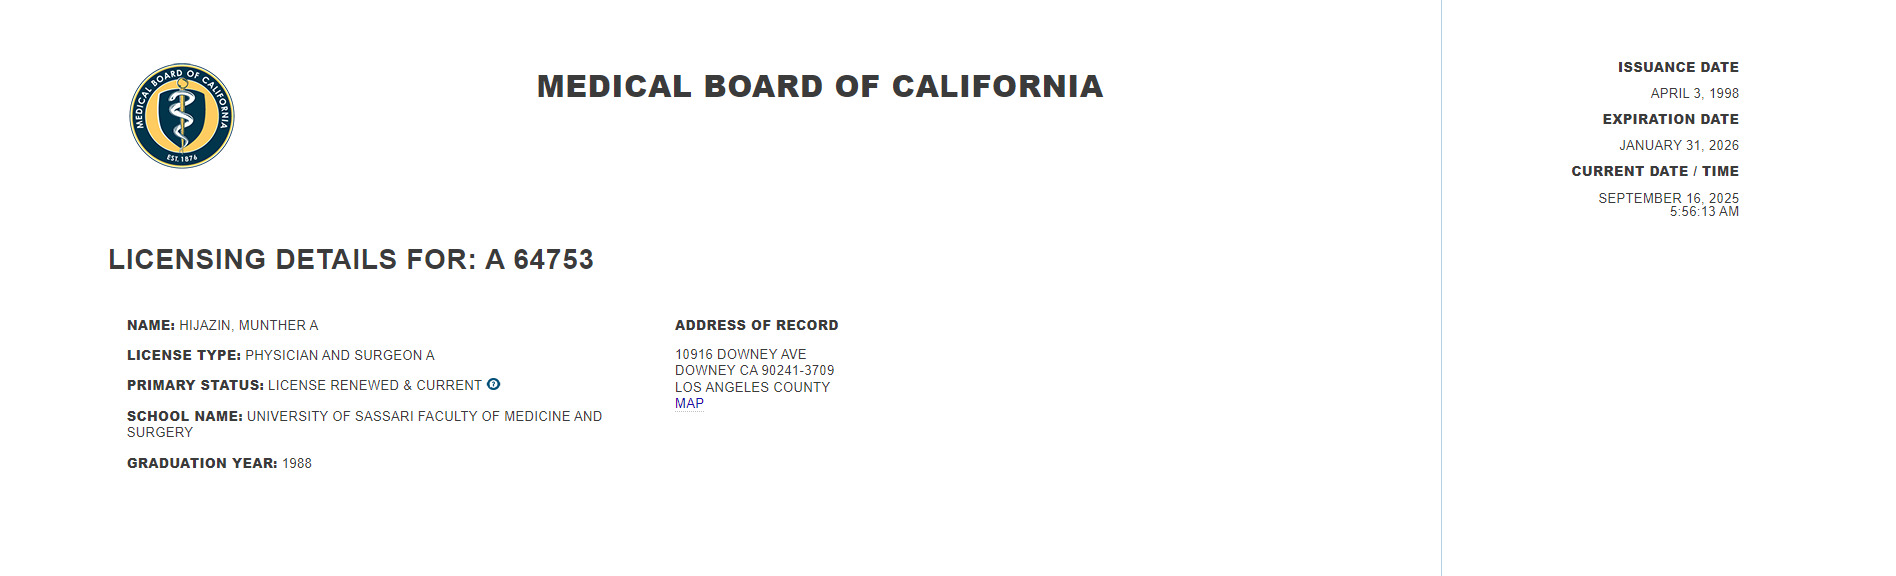 MEDICAL BOARD OF CALIFORNIA
EST. 1876
MEDICAL BOARD OF CALIFORNIA
ISSUANCE DATE
APRIL 3, 1998
EXPIRATION DATE
JANUARY 31, 2026
CURRENT DATE / TIME
SEPTEMBER 16, 2025
5:56:13 AM
LICENSING DETAILS FOR: A 64753
NAME: HIJAZIN, MUNTHER A
LICENSE TYPE: PHYSICIAN AND SURGEON A
PRIMARY STATUS: LICENSE RENEWED & CURRENT ?
SCHOOL NAME: UNIVERSITY OF SASSARI FACULTY OF MEDICINE AND
SURGERY
GRADUATION YEAR: 1988
ADDRESS OF RECORD
10916 DOWNEY AVE
DOWNEY CA 90241-3709
LOS ANGELES COUNTY
MAP